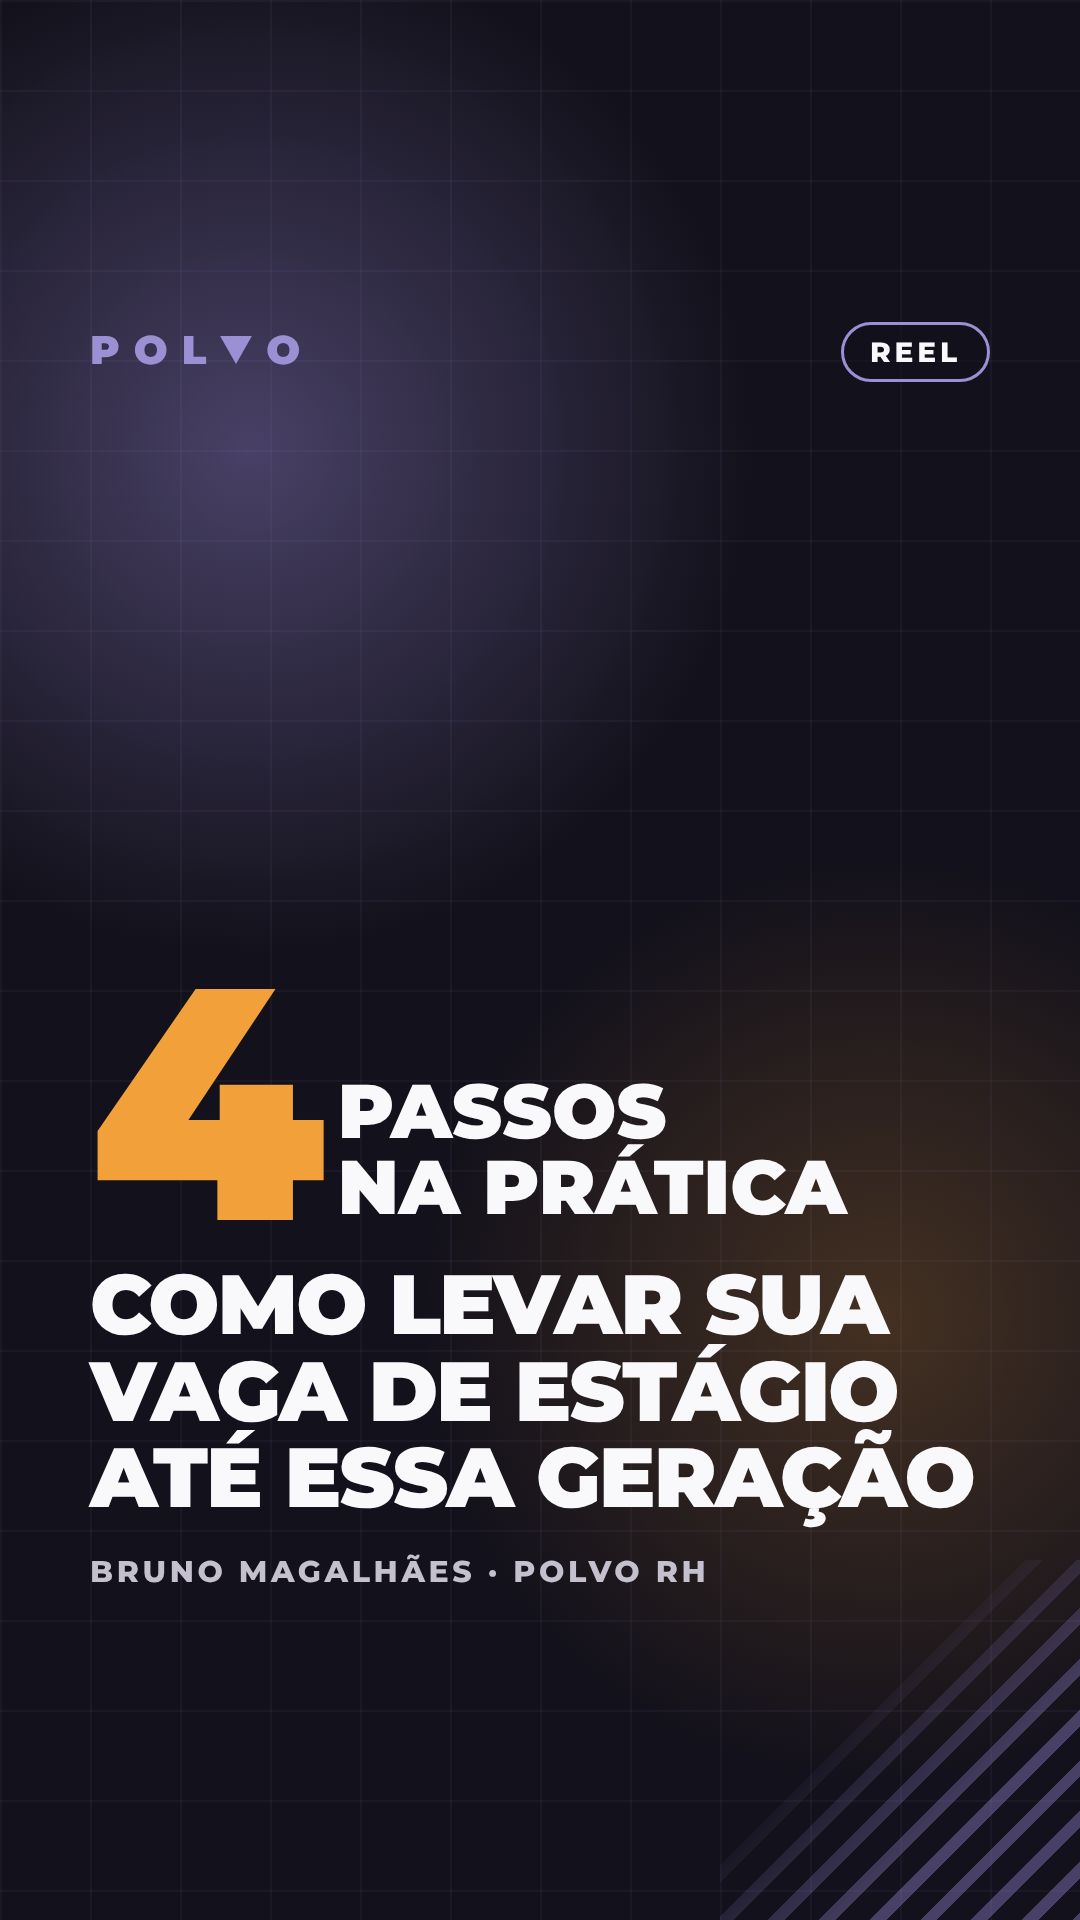 POLVO
REEL
4 PASSOS
NA PRÁTICA
COMO LEVAR SUA
VAGA DE ESTÁGIO
ATÉ ESSA GERAÇÃO
BRUNO MAGALHÃES · POLVO RH